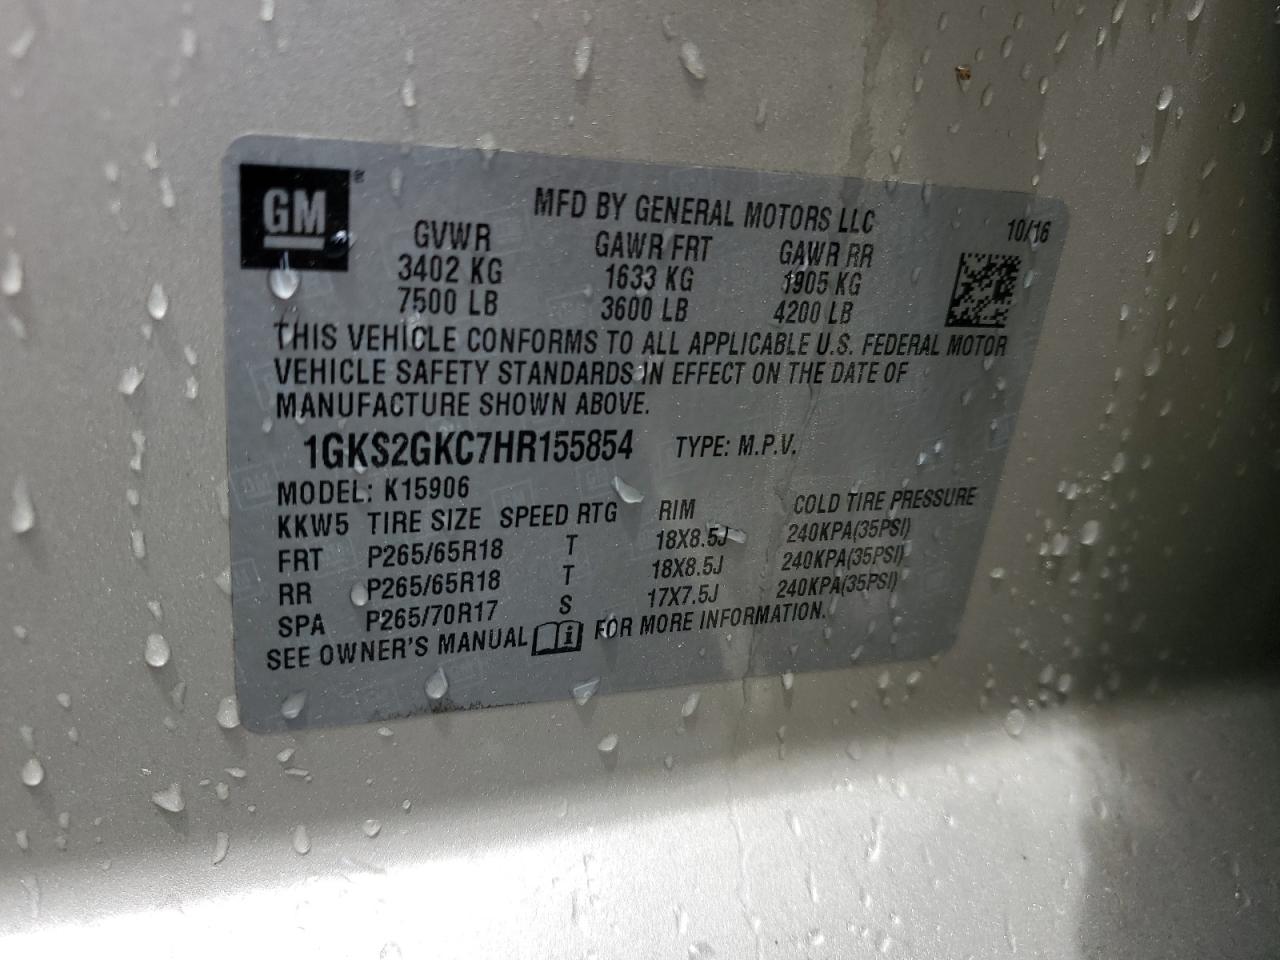 GM ®
MFD BY GENERAL MOTORS LLC 10/16
GVWR GAWR FRT GAWR RR
3402 KG 1633 KG 1905 KG
7500 LB 3600 LB 4200 LB
THIS VEHICLE CONFORMS TO ALL APPLICABLE U.S. FEDERAL MOTOR
VEHICLE SAFETY STANDARDS IN EFFECT ON THE DATE OF
MANUFACTURE SHOWN ABOVE.
1GKS2GKC7HR155854 TYPE: M.P.V.
MODEL: K15906
KKW5 TIRE SIZE SPEED RTG RIM COLD TIRE PRESSURE
FRT P265/65R18 T 18X8.5J 240KPA(35PSI)
RR P265/65R18 T 18X8.5J 240KPA(35PSI)
SPA P265/70R17 S 17X7.5J 240KPA(35PSI)
SEE OWNER'S MANUAL i FOR MORE INFORMATION.